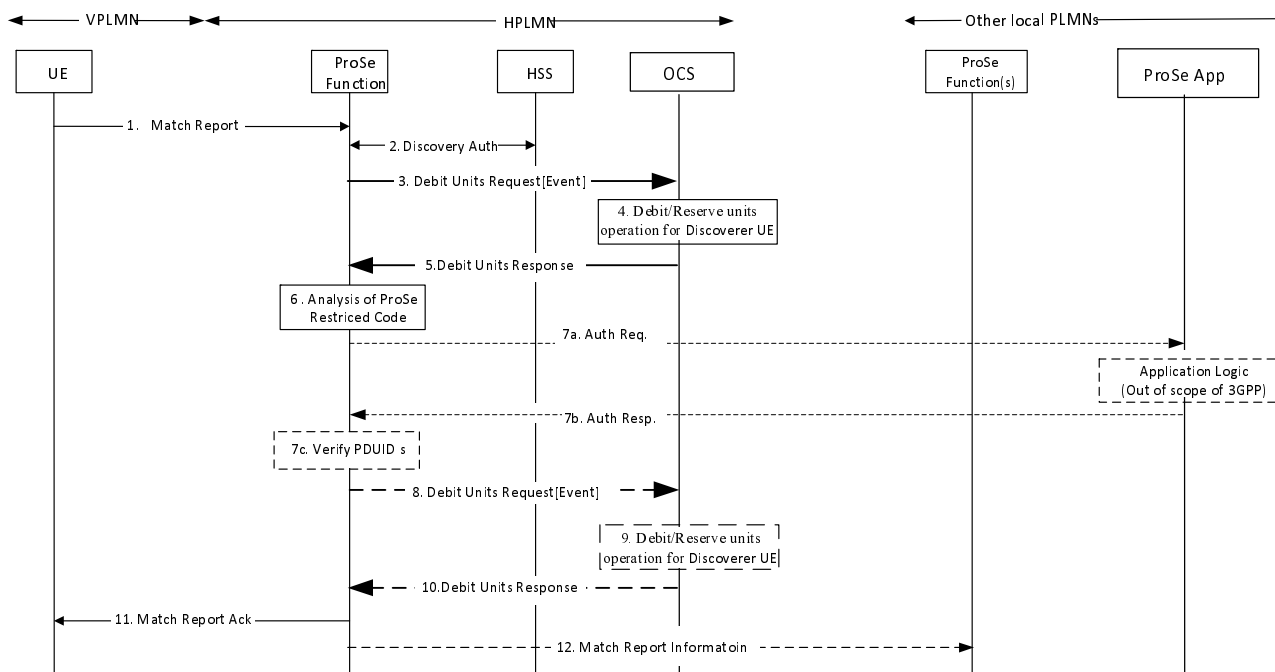 VPLMN
HPLMN
Other local PLMNs
UE
ProSe
Function
HSS
OCS
ProSe
Function(s)
ProSe App
1. Match Report
2. Discovery Auth
3. Debit Units Request[Event]
4. Debit/Reserve units
operation for Discoverer UE
5.Debit Units Response
6 . Analysis of ProSe
Restriced Code
7a. Auth Req.
Application Logic
(Out of scope of 3GPP)
7b. Auth Resp.
7c. Verify PDUID s
8. Debit Units Request[Event]
9. Debit/Reserve units
operation for Discoverer UE
10.Debit Units Response
11. Match Report Ack
12. Match Report Informatoin